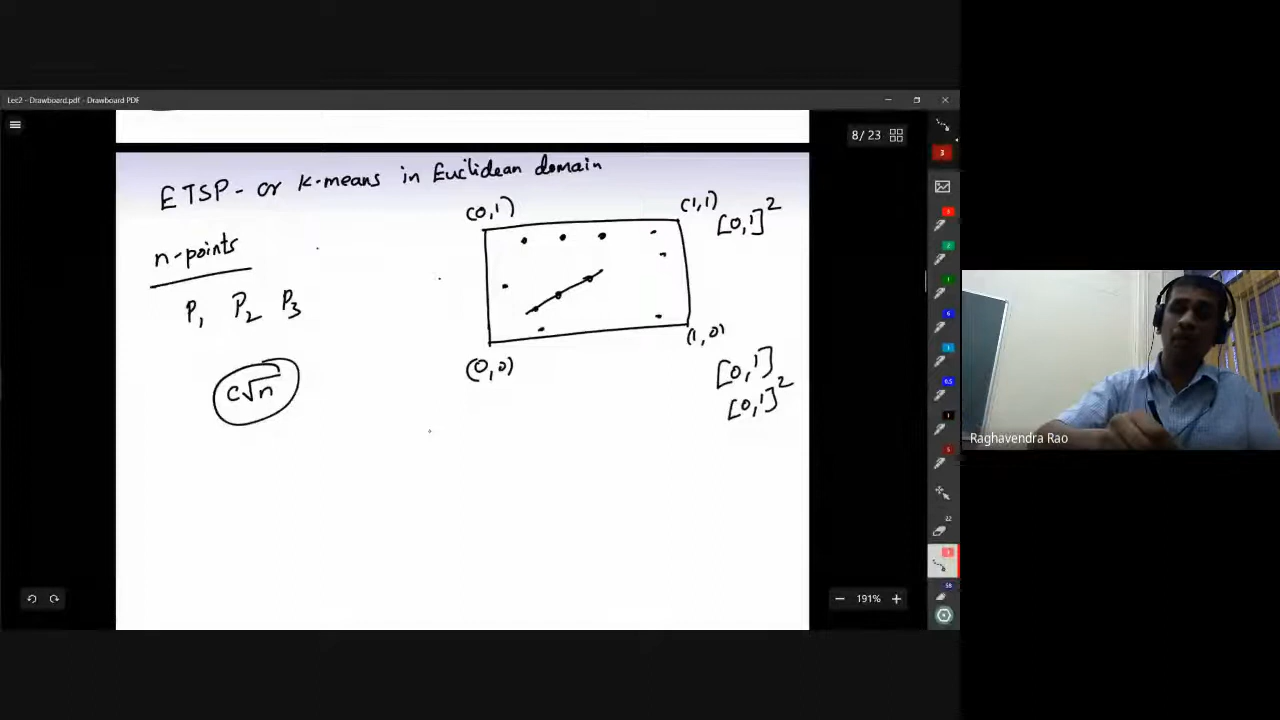 Lec2 - Drawboard.pdf - Drawboard PDF
8 / 23
ETSP - or k-means in Euclidean domain
n-points
P₁ P₂ P₃
c√n
(0,1)
(1,1)
[0,1]²
(0,0)
(1,0)
[0,1]
[0,1]²
191%
3
Raghavendra Rao